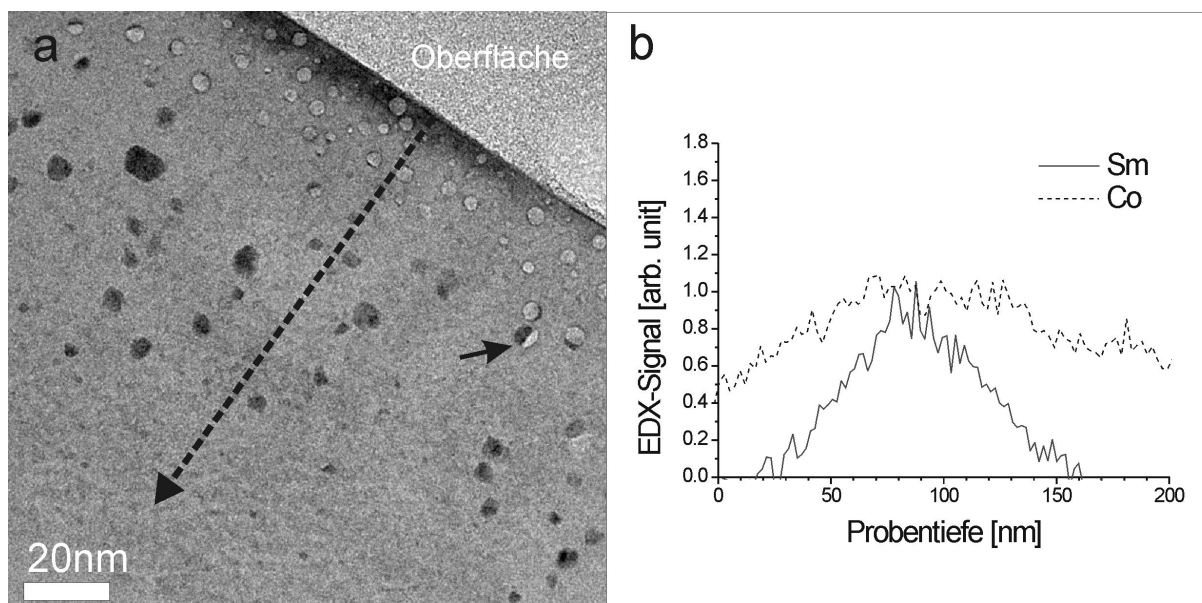 a
Oberfläche
20nm
b
EDX-Signal [arb. unit]
1.8
1.6
1.4
1.2
1.0
0.8
0.6
0.4
0.2
0.0
Sm
Co
0 50 100 150 200
Probentiefe [nm]